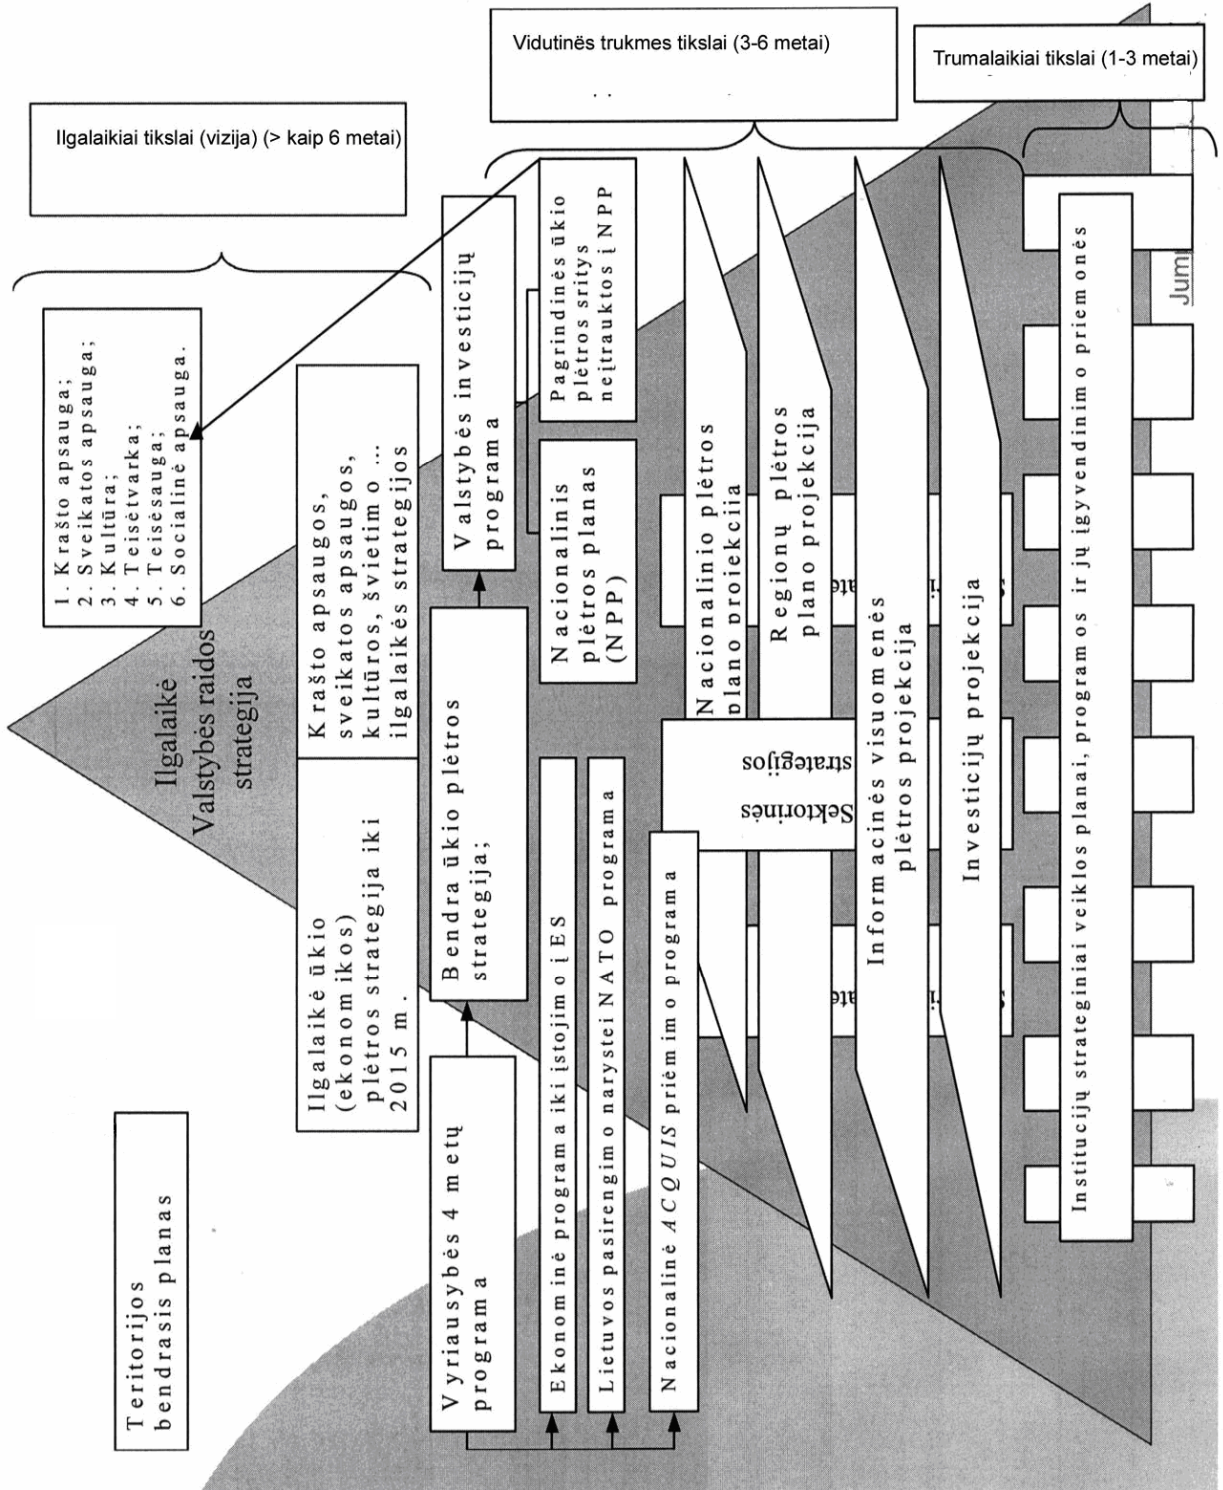 Vidutinės trukmes tikslai (3-6 metai)
Trumalaikiai tikslai (1-3 metai)
Ilgalaikiai tikslai (vizija) (> kaip 6 metai)
1. Krašto apsauga;
2. Sveikatos apsauga;
3. Kultūra;
4. Teisėtvarka;
5. Teisėsauga;
6. Socialinė apsauga.
Ilgalaikė
Valstybės raidos
strategija
Teritorijos
bendrasis planas
Ilgalaikė ūkio
(ekonomikos)
plėtros strategija iki
2015 m.
Krašto apsaugos,
sveikatos apsaugos,
kultūros, švietimo ...
ilgalaikės strategijos
Vyriausybės 4 metų
programa
Bendra ūkio plėtros
strategija;
Valstybės investicijų
programa
Ekonominė programa iki įstojimo į ES
Lietuvos pasirengimo narystei NATO programa
Nacionalinė ACQUIS priėmimo programa
Nacionalinis
plėtros planas
(NPP)
Pagrindinės ūkio
plėtros sritys
neįtrauktos į NPP
Sektorinės
strategijos
Nacionalinio plėtros
plano projekcija
Regionų plėtros
plano projekcija
Informacinės visuomenės
plėtros projekcija
Investicijų projekcija
Institucijų strateginiai veiklos planai, programos ir jų įgyvendinimo priemonės